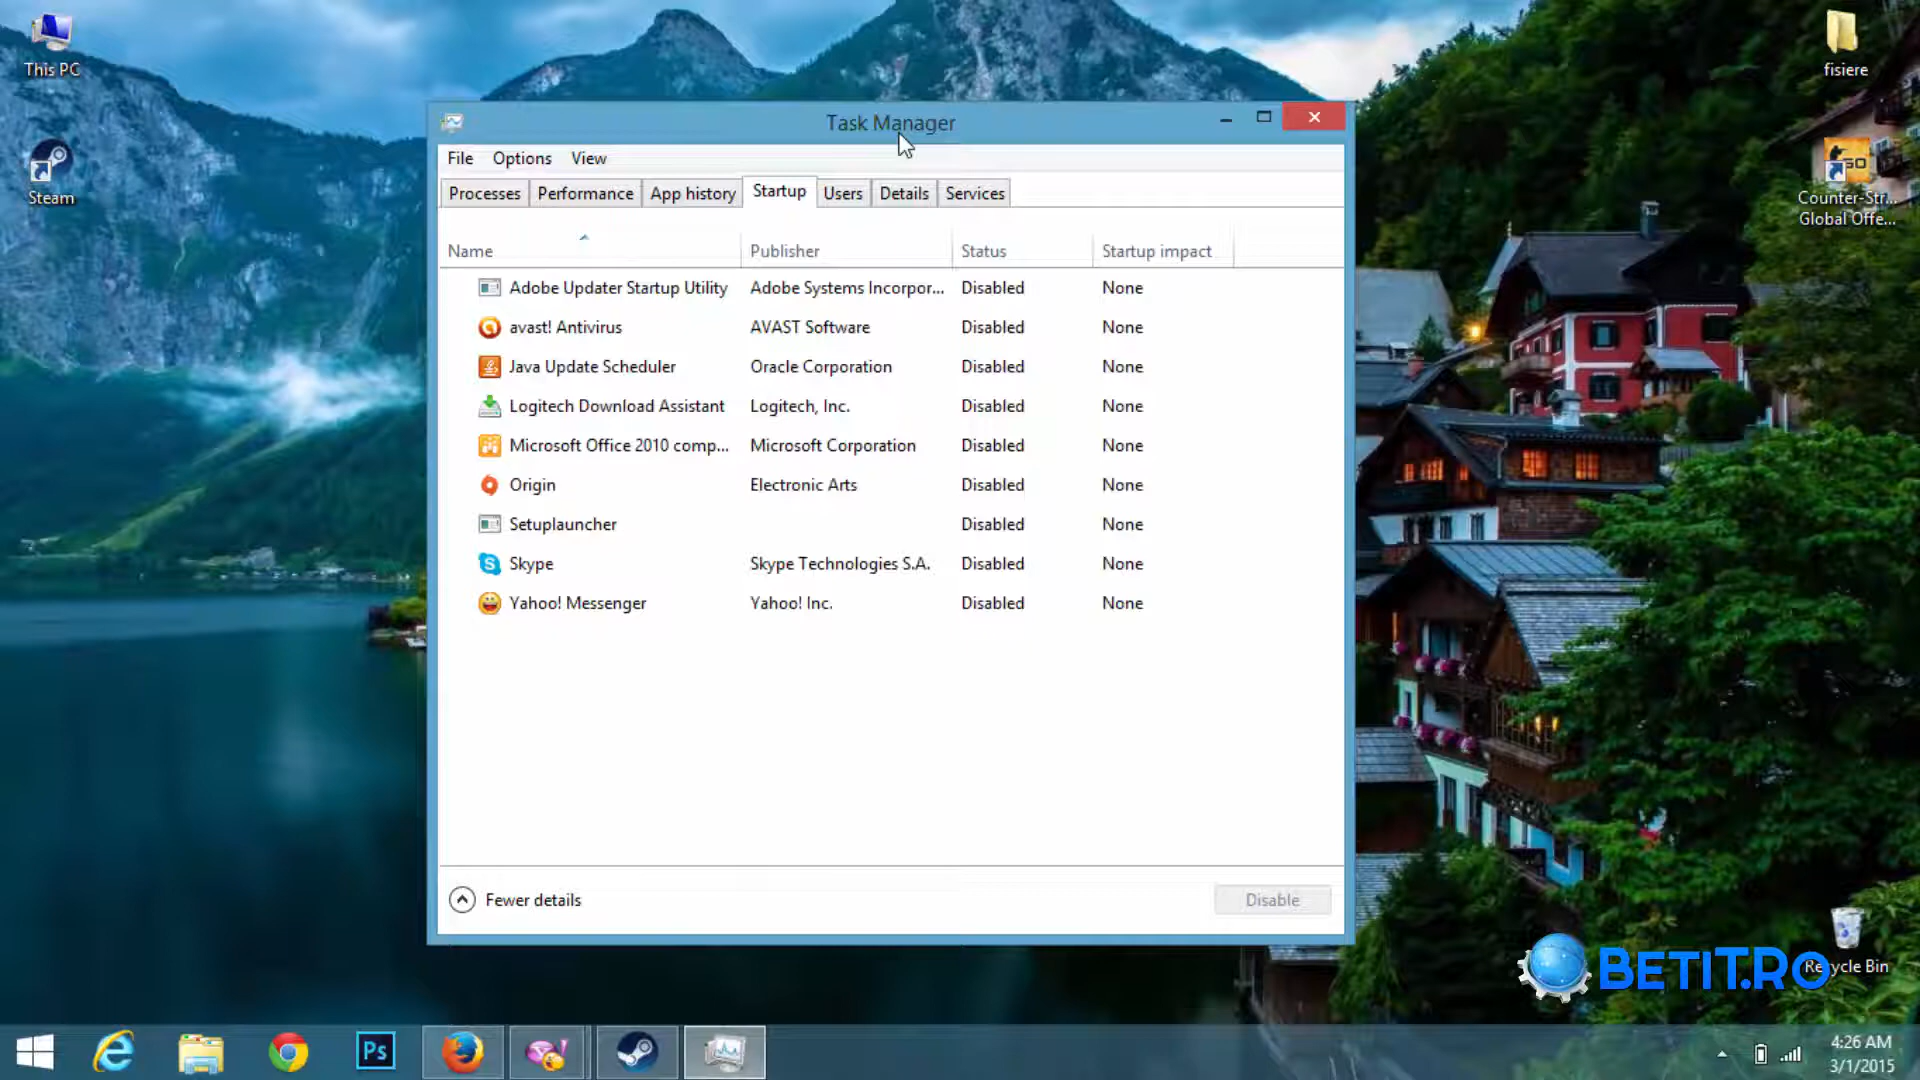 This PC
Steam
fisiere
Counter-Str...
Global Offe...
GO
Task Manager
File Options View
Processes Performance App history Startup Users Details Services
Name Publisher Status Startup impact
Adobe Updater Startup Utility Adobe Systems Incorpor... Disabled None
avast! Antivirus AVAST Software Disabled None
Java Update Scheduler Oracle Corporation Disabled None
Logitech Download Assistant Logitech, Inc. Disabled None
Microsoft Office 2010 comp... Microsoft Corporation Disabled None
Origin Electronic Arts Disabled None
Setuplauncher Disabled None
Skype Skype Technologies S.A. Disabled None
Yahoo! Messenger Yahoo! Inc. Disabled None
Fewer details Disable
BETIT.RO
Recycle Bin
Ps
4:26 AM
3/1/2015